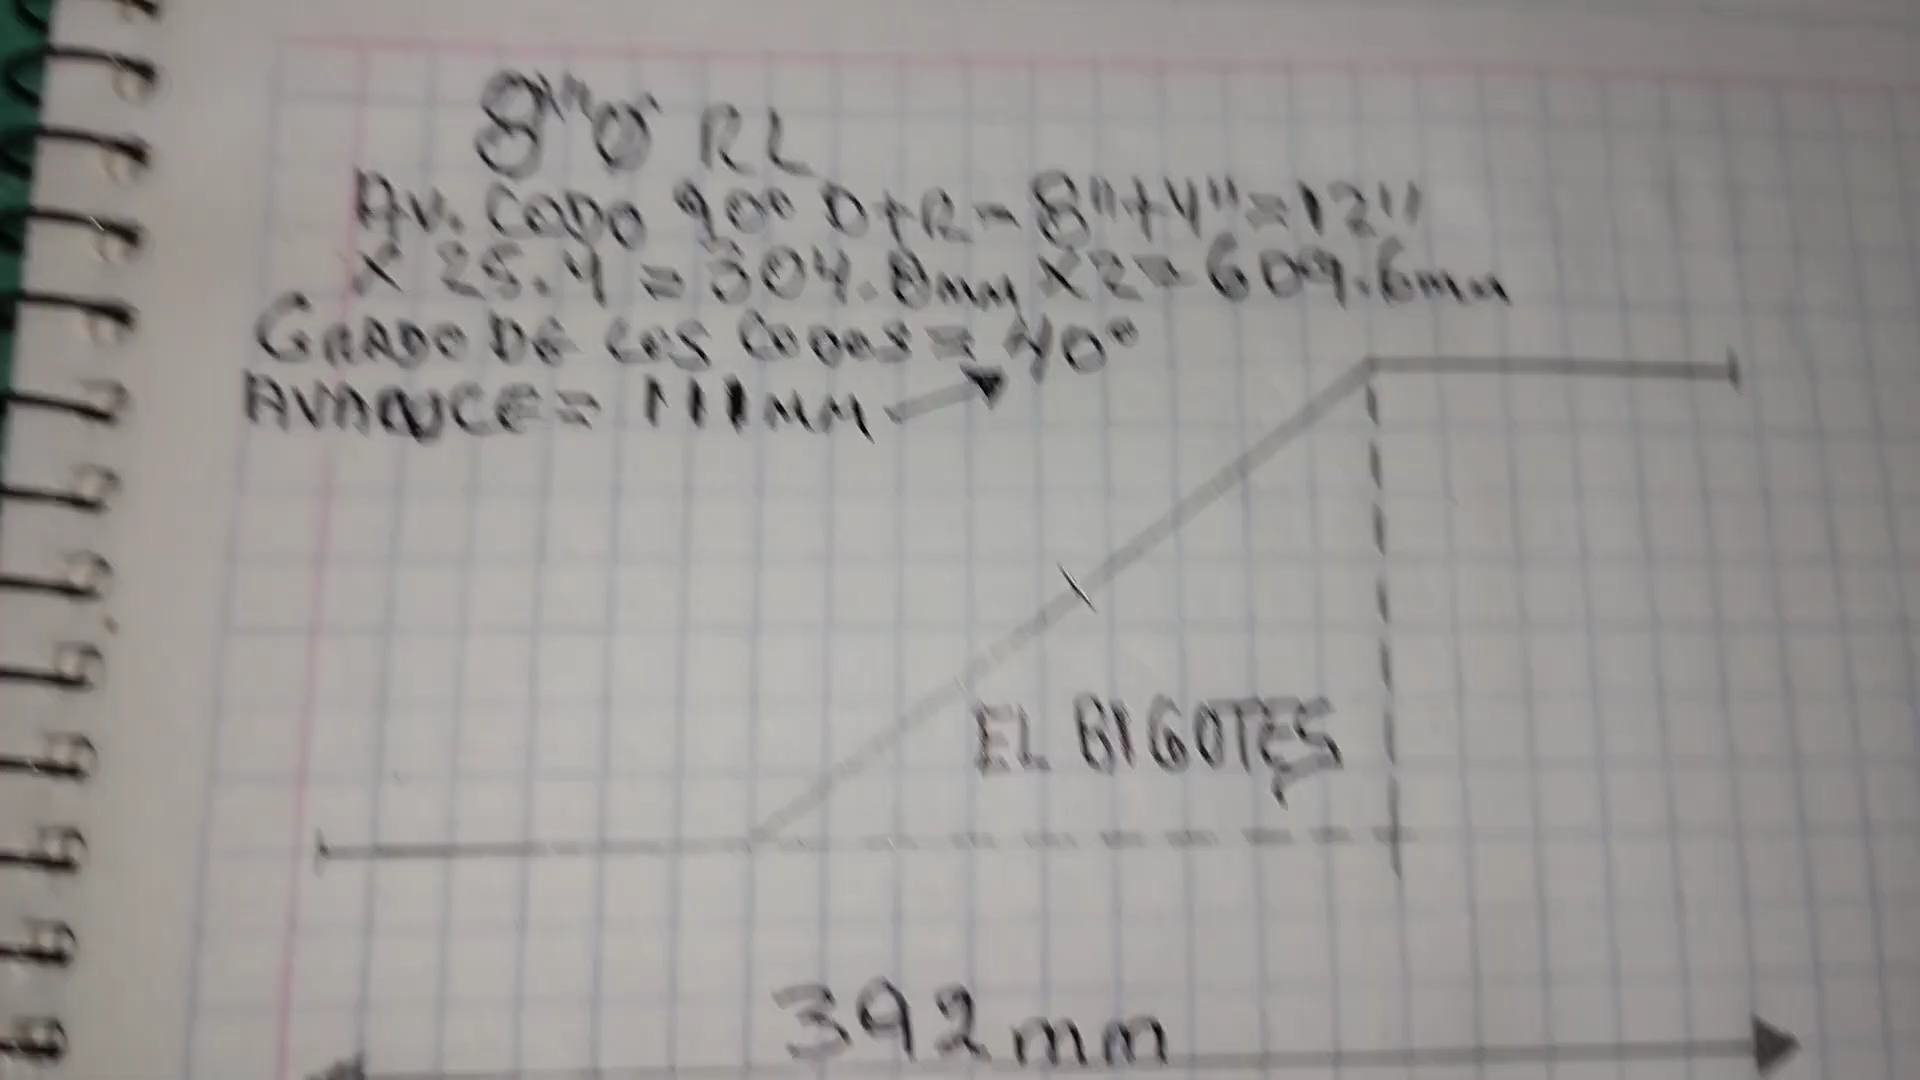 8"Ø RL
AV. CODO 90° D+R= 8"+4"=12"
X 25.4 = 304.8mm X2= 609.6mm
GRADO DE LOS CODOS = 40°
AVANCE= 111mm
EL BIGOTES
392mm